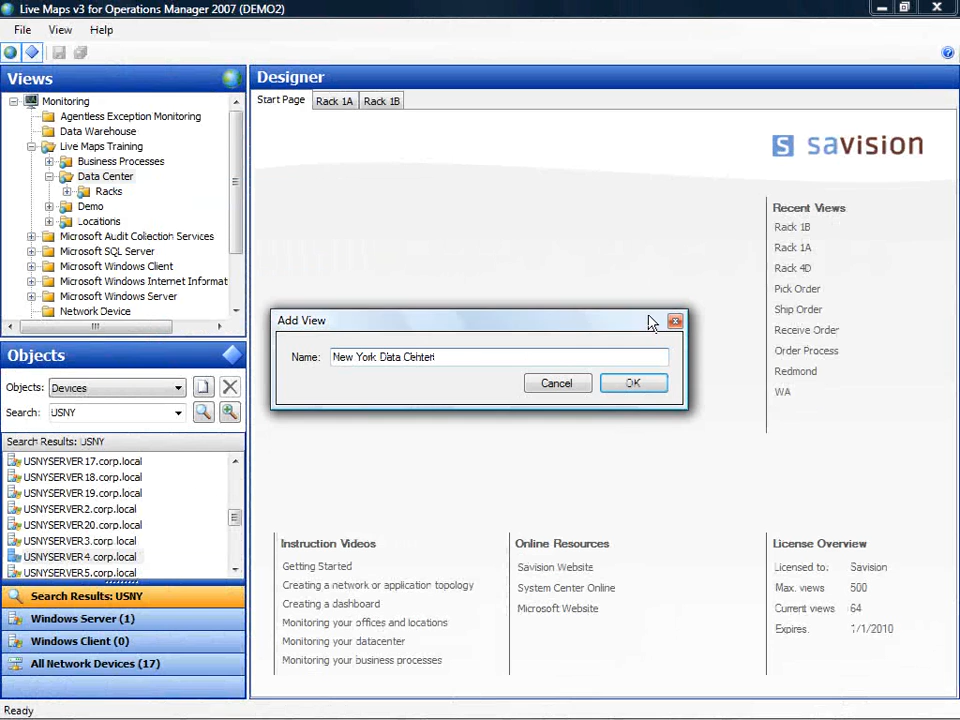 Live Maps v3 for Operations Manager 2007 (DEMO2)
File View Help
Views
Monitoring
Agentless Exception Monitoring
Data Warehouse
Live Maps Training
Business Processes
Data Center
Racks
Demo
Locations
Microsoft Audit Collection Services
Microsoft SQL Server
Microsoft Windows Client
Microsoft Windows Internet Informat
Microsoft Windows Server
Network Device
Objects
Objects: Devices
Search: USNY
Search Results: USNY
USNYSERVER17.corp.local
USNYSERVER18.corp.local
USNYSERVER19.corp.local
USNYSERVER2.corp.local
USNYSERVER20.corp.local
USNYSERVER3.corp.local
USNYSERVER4.corp.local
USNYSERVER5.corp.local
Search Results: USNY
Windows Server (1)
Windows Client (0)
All Network Devices (17)
Designer
Start Page Rack 1A Rack 1B
S savision
Recent Views
Rack 1B
Rack 1A
Rack 4D
Pick Order
Ship Order
Receive Order
Order Process
Redmond
WA
Add View
Name: New York Data Center
Cancel OK
Instruction Videos
Getting Started
Creating a network or application topology
Creating a dashboard
Monitoring your offices and locations
Monitoring your datacenter
Monitoring your business processes
Online Resources
Savision Website
System Center Online
Microsoft Website
License Overview
Licensed to: Savision
Max. views 500
Current views 64
Expires. 1/1/2010
Ready